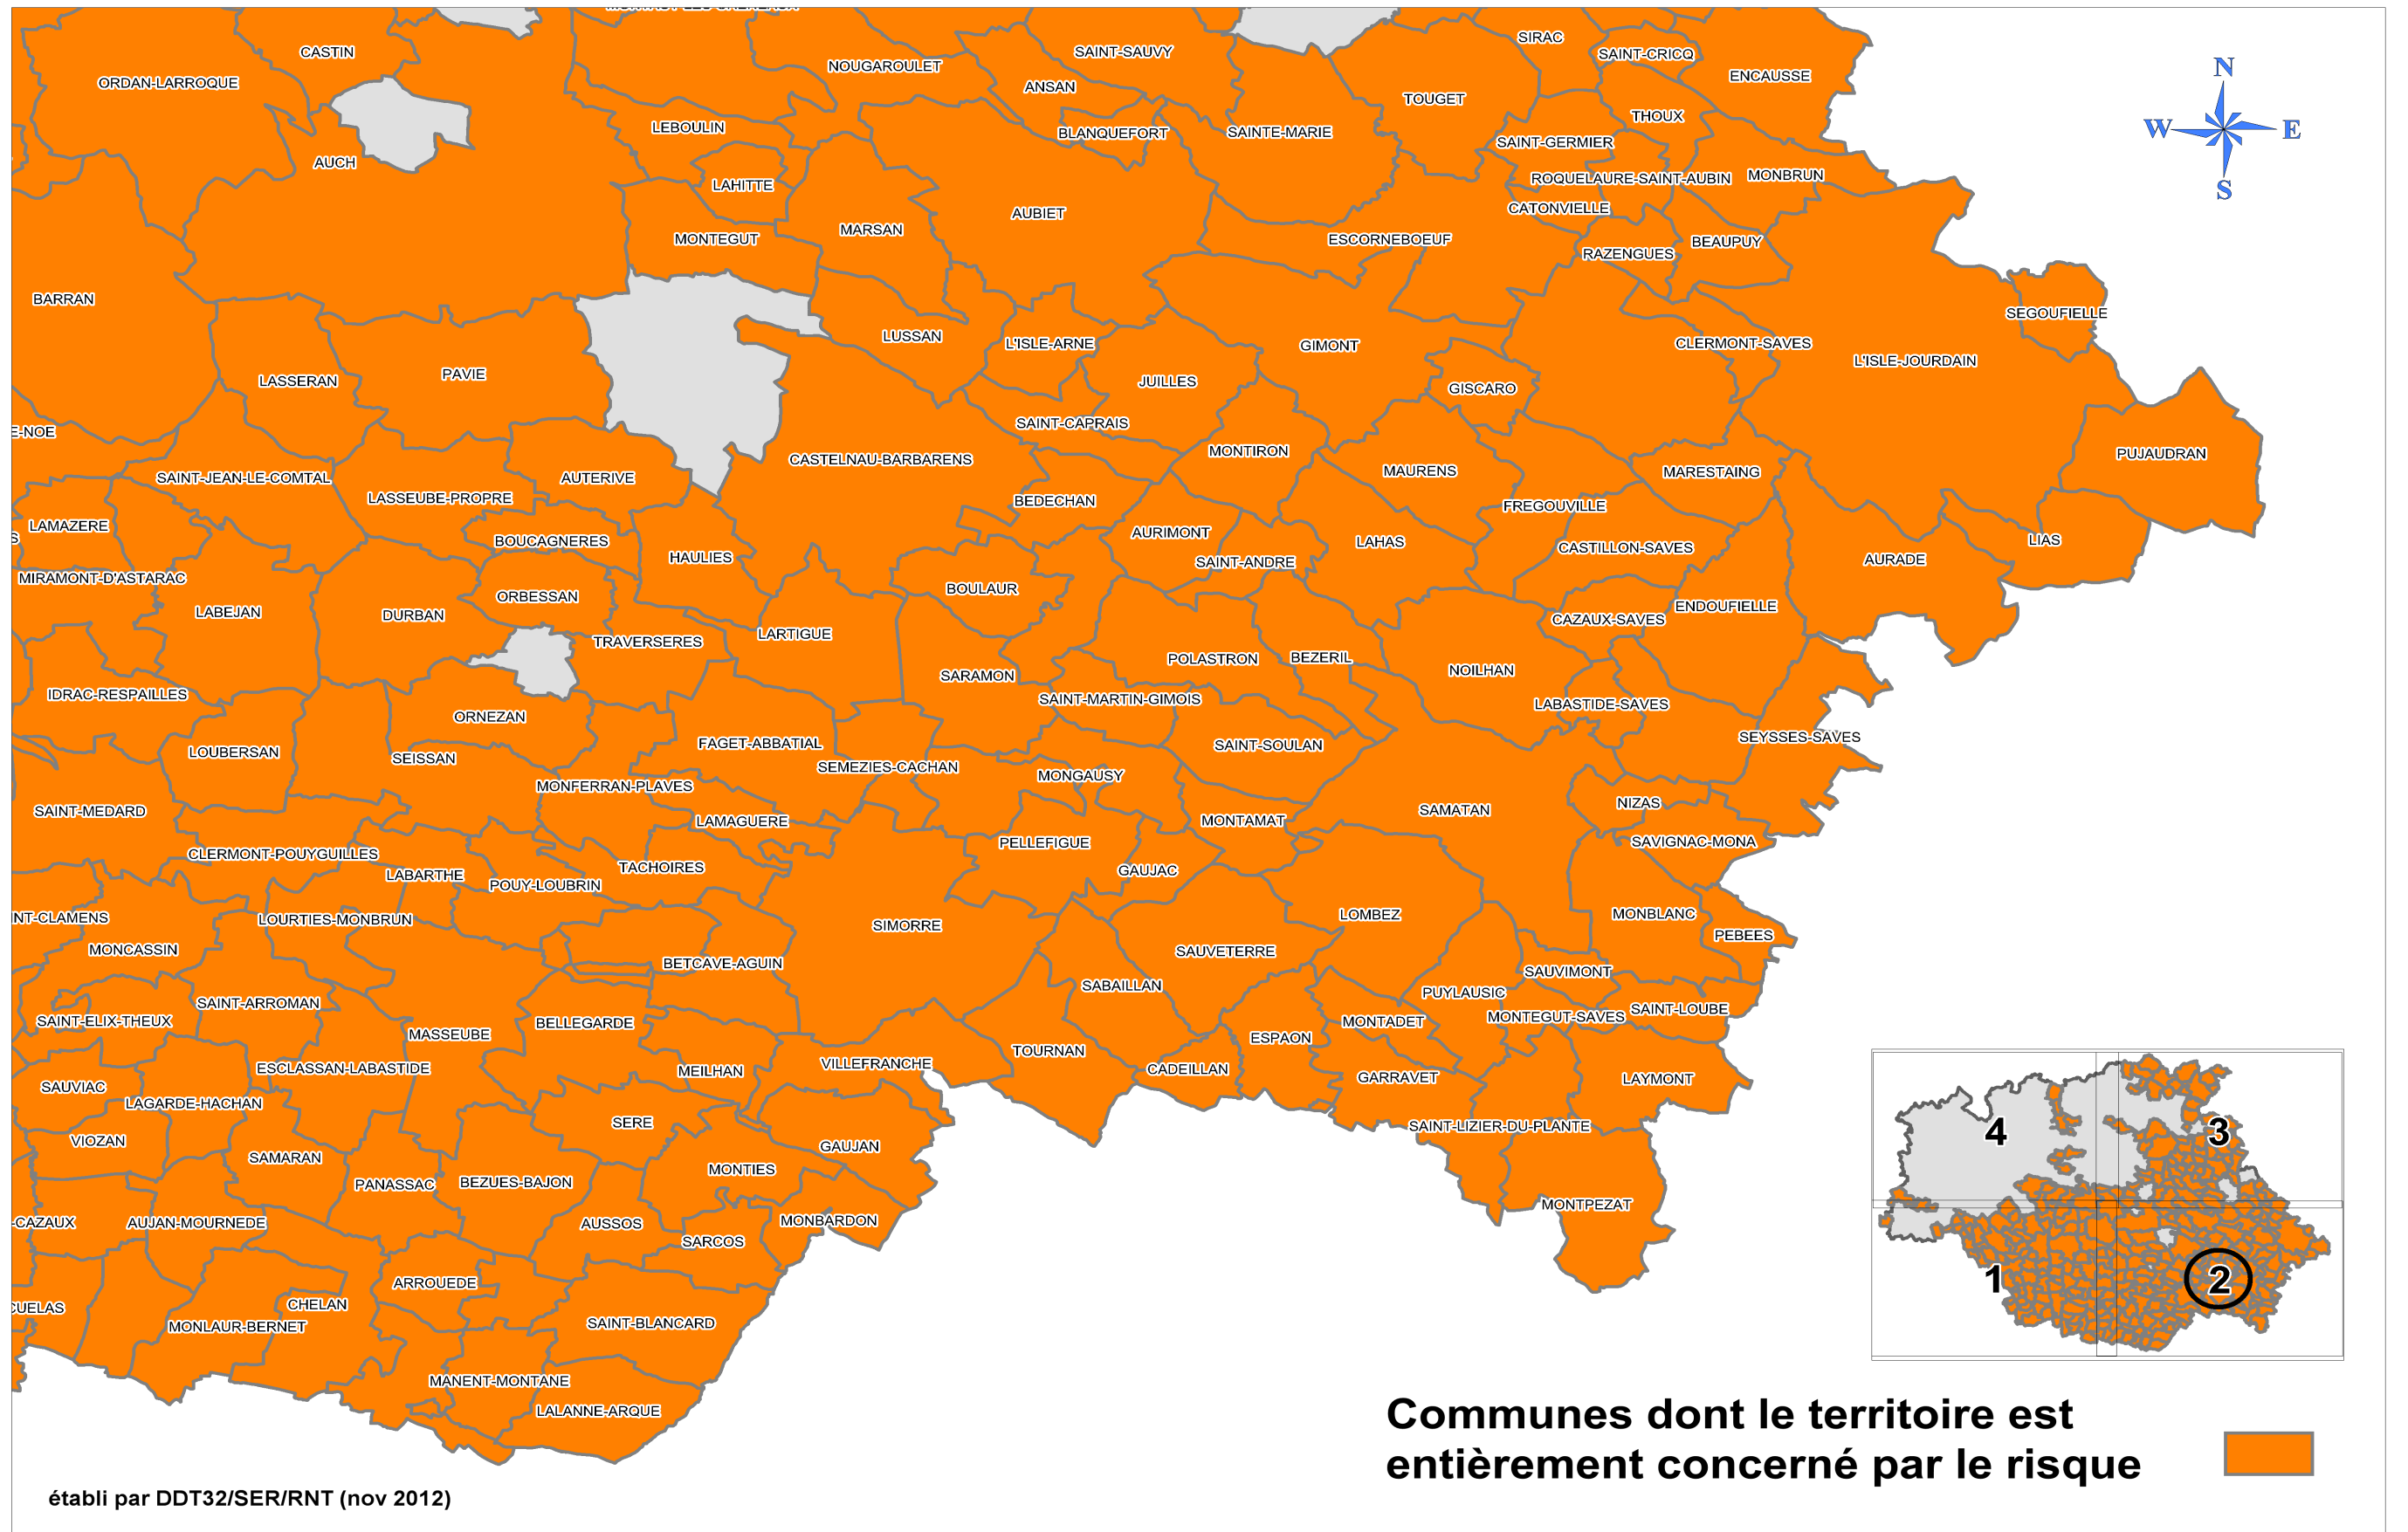 CASTIN
ORDAN-LARROQUE
AUCH
NOUGAROULET
SAINT-SAUVY
ANSAN
BLANQUEFORT
SAINTE-MARIE
LEBOULIN
LAHITTE
MONTEGUT
MARSAN
AUBIET
SIRAC
SAINT-CRICQ
ENCAUSSE
TOUGET
THOUX
SAINT-GERMIER
ROQUELAURE-SAINT-AUBIN
MONBRUN
CATONVIELLE
ESCORNEBOEUF
RAZENGUES
BEAUPUY
N
W
E
S
BARRAN
LUSSAN
L'ISLE-ARNE
GIMONT
CLERMONT-SAVES
L'ISLE-JOURDAIN
SEGOUFIELLE
LASSERAN
PAVIE
JUILLES
GISCARO
SAINT-CAPRAIS
E-NOE
CASTELNAU-BARBARENS
MONTIRON
MAURENS
MARESTAING
PUJAUDRAN
SAINT-JEAN-LE-COMTAL
LASSEUBE-PROPRE
AUTERIVE
BEDECHAN
FREGOUVILLE
LAMAZERE
S
BOUCAGNERES
HAULIES
AURIMONT
SAINT-ANDRE
LAHAS
CASTILLON-SAVES
AURADE
LIAS
MIRAMONT-D'ASTARAC
LABEJAN
DURBAN
ORBESSAN
BOULAUR
ENDOUFIELLE
CAZAUX-SAVES
TRAVERSERES
LARTIGUE
POLASTRON
BEZERIL
NOILHAN
SARAMON
IDRAC-RESPAILLES
SAINT-MARTIN-GIMOIS
LABASTIDE-SAVES
ORNEZAN
LOUBERSAN
SEISSAN
FAGET-ABBATIAL
SAINT-SOULAN
SEYSSES-SAVES
SEMEZIES-CACHAN
MONGAUSY
MONFERRAN-PLAVES
SAINT-MEDARD
LAMAGUERE
MONTAMAT
SAMATAN
NIZAS
PELLEFIGUE
SAVIGNAC-MONA
CLERMONT-POUYGUILLES
LABARTHE
POUY-LOUBRIN
TACHOIRES
GAUJAC
INT-CLAMENS
LOURTIES-MONBRUN
SIMORRE
LOMBEZ
MONBLANC
PEBEES
MONCASSIN
BETCAVE-AGUIN
SAUVETERRE
SABAILLAN
SAUVIMONT
PUYLAUSIC
SAINT-ARROMAN
SAINT-ELIX-THEUX
MASSEUBE
BELLEGARDE
MONTADET
MONTEGUT-SAVES
SAINT-LOUBE
ESPAON
TOURNAN
ESCLASSAN-LABASTIDE
MEILHAN
VILLEFRANCHE
CADEILLAN
GARRAVET
LAYMONT
SAUVIAC
LAGARDE-HACHAN
SERE
SAINT-LIZIER-DU-PLANTE
VIOZAN
SAMARAN
GAUJAN
PANASSAC
BEZUES-BAJON
MONTIES
MONTPEZAT
-CAZAUX
AUJAN-MOURNEDE
AUSSOS
MONBARDON
SARCOS
ARROUEDE
CUELAS
CHELAN
MONLAUR-BERNET
SAINT-BLANCARD
MANENT-MONTANE
LALANNE-ARQUE
4
3
1
2
Communes dont le territoire est
entièrement concerné par le risque
établi par DDT32/SER/RNT (nov 2012)